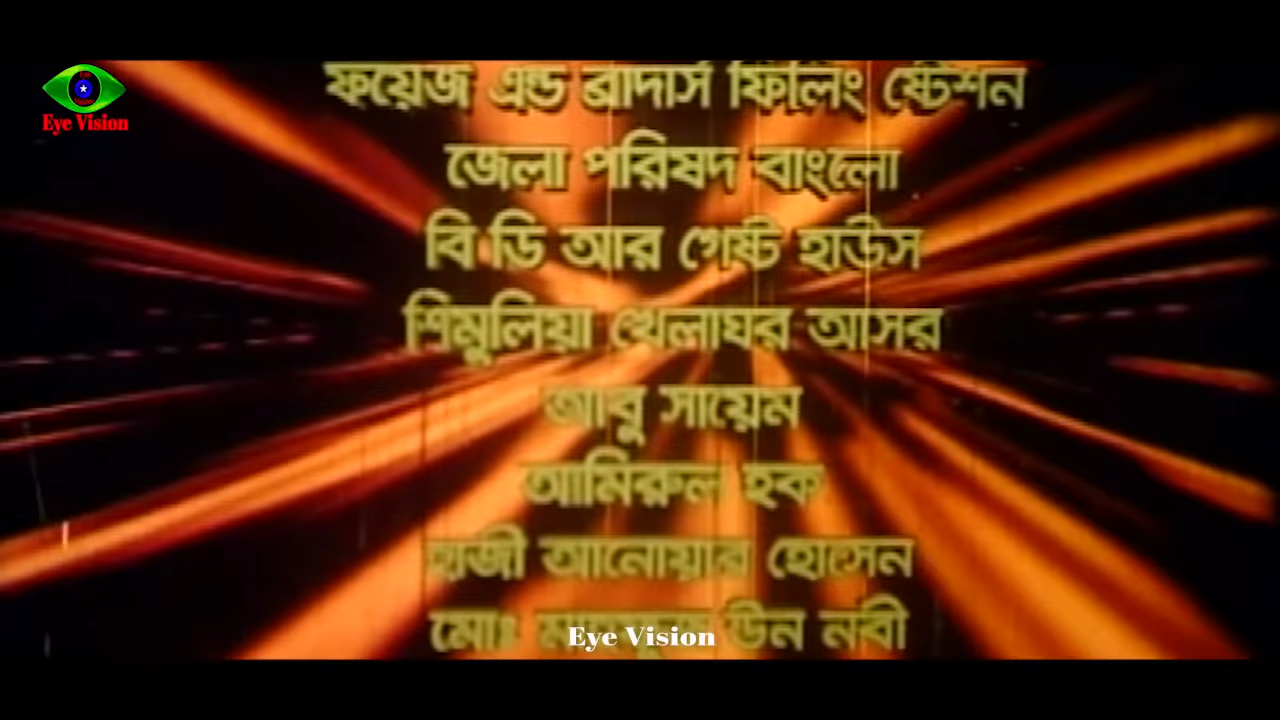 Eye Vision
ফয়েজ এন্ড ব্রাদার্স ফিলিং ষ্টেশন
জেলা পরিষদ বাংলো
বি ডি আর গেষ্ট হাউস
শিমুলিয়া খেলাঘর আসর
আবু সায়েম
আমিরুল হক
হাজী আনোয়ার হোসেন
মোঃ উন নবী
Eye Vision